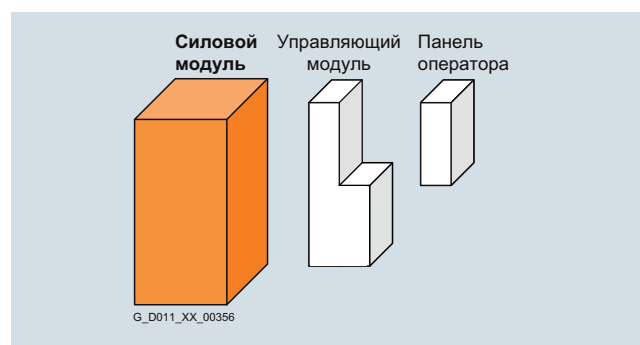 Силовой модуль
Управляющий модуль
Панель оператора
G_D011_XX_00356